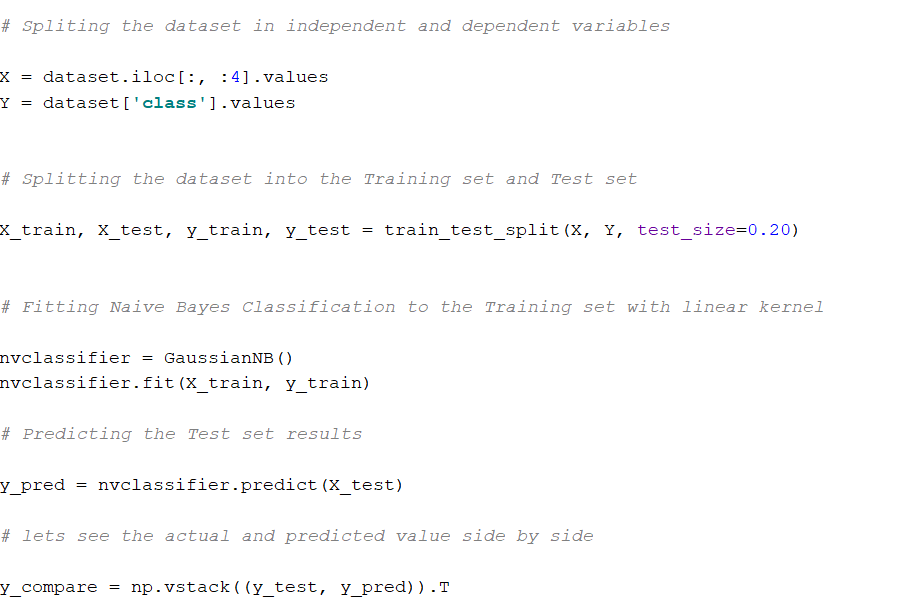 # Spliting the dataset in independent and dependent variables
X = dataset.iloc[:, :4].values
Y = dataset['class'].values
# Splitting the dataset into the Training set and Test set
X_train, X_test, y_train, y_test = train_test_split(X, Y, test_size=0.20)
# Fitting Naive Bayes Classification to the Training set with linear kernel
nvclassifier = GaussianNB()
nvclassifier.fit(X_train, y_train)
# Predicting the Test set results
y_pred = nvclassifier.predict(X_test)
# lets see the actual and predicted value side by side
y_compare = np.vstack((y_test, y_pred)).T